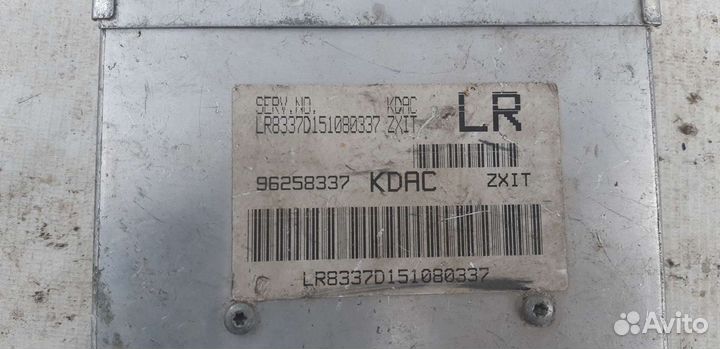 SERV.NO. KDAC LR
LR8337D151080337 ZXIT
96258337 KDAC ZXIT
LR8337D151080337
Avito